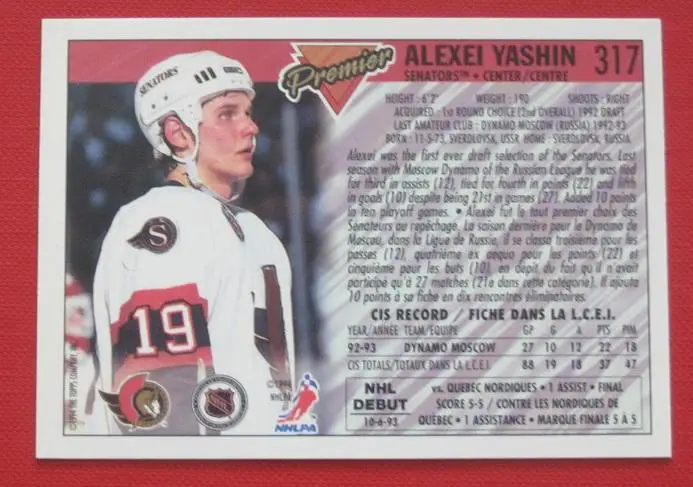 SENATORS
Premier
ALEXEI YASHIN 317
SENATORS™ • CENTER/CENTRE
HEIGHT: 6'2" WEIGHT: 190 SHOOTS: RIGHT
ACQUIRED: 1st ROUND CHOICE (2nd OVERALL) 1992 DRAFT
LAST AMATEUR CLUB: DYNAMO MOSCOW (RUSSIA) 1992-93
BORN: 11-5-73, SVERDLOVSK, USSR HOME: SVERDLOVSK, RUSSIA
Alexei was the first ever draft selection of the Senators. Last
season with Moscow Dynamo of the Russian League he was tied
for third in assists (12), tied for fourth in points (22) and fifth
in goals (10) despite being 21st in games (27). Added 10 points
in ten playoff games. • Alexei fut le tout premier choix des
Sénateurs au repêchage. La saison dernière pour le Dynamo de
Moscou, dans la Ligue de Russie, il se classa troisième pour les
passes (12), quatrième ex aequo pour les points (22) et
cinquième pour les buts (10), en dépit du fait qu'il n'avait
participé qu'à 27 matches (21e dans cette catégorie). Il ajouta
10 points à sa fiche en dix rencontres éliminatoires.
CIS RECORD / FICHE DANS LA L.C.E.I.
YEAR/ANNÉE TEAM/ÉQUIPE GP G A PTS PIM
92-93 DYNAMO MOSCOW 27 10 12 22 18
CIS TOTALS/TOTAUX DANS LA L.C.E.I. 88 19 18 37 47
NHL
DEBUT
10-6-93
vs. QUEBEC NORDIQUES • 1 ASSIST • FINAL
SCORE 5-5 / CONTRE LES NORDIQUES DE
QUÉBEC • 1 ASSISTANCE • MARQUE FINALE 5 À 5
S
19
©1994 THE TOPPS COMPANY, INC.
NHL
©1994
NHLPA
NHLPA